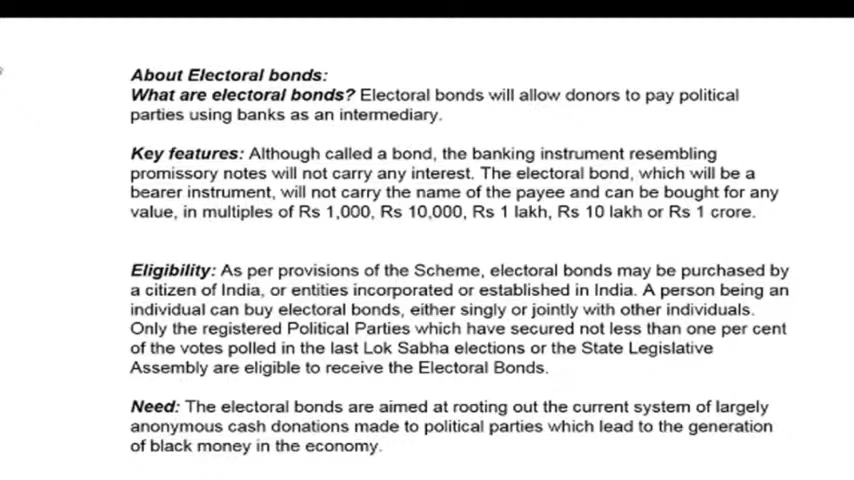 About Electoral bonds:
What are electoral bonds? Electoral bonds will allow donors to pay political
parties using banks as an intermediary.
Key features: Although called a bond, the banking instrument resembling
promissory notes will not carry any interest. The electoral bond, which will be a
bearer instrument, will not carry the name of the payee and can be bought for any
value, in multiples of Rs 1,000, Rs 10,000, Rs 1 lakh, Rs 10 lakh or Rs 1 crore.
Eligibility: As per provisions of the Scheme, electoral bonds may be purchased by
a citizen of India, or entities incorporated or established in India. A person being an
individual can buy electoral bonds, either singly or jointly with other individuals.
Only the registered Political Parties which have secured not less than one per cent
of the votes polled in the last Lok Sabha elections or the State Legislative
Assembly are eligible to receive the Electoral Bonds.
Need: The electoral bonds are aimed at rooting out the current system of largely
anonymous cash donations made to political parties which lead to the generation
of black money in the economy.